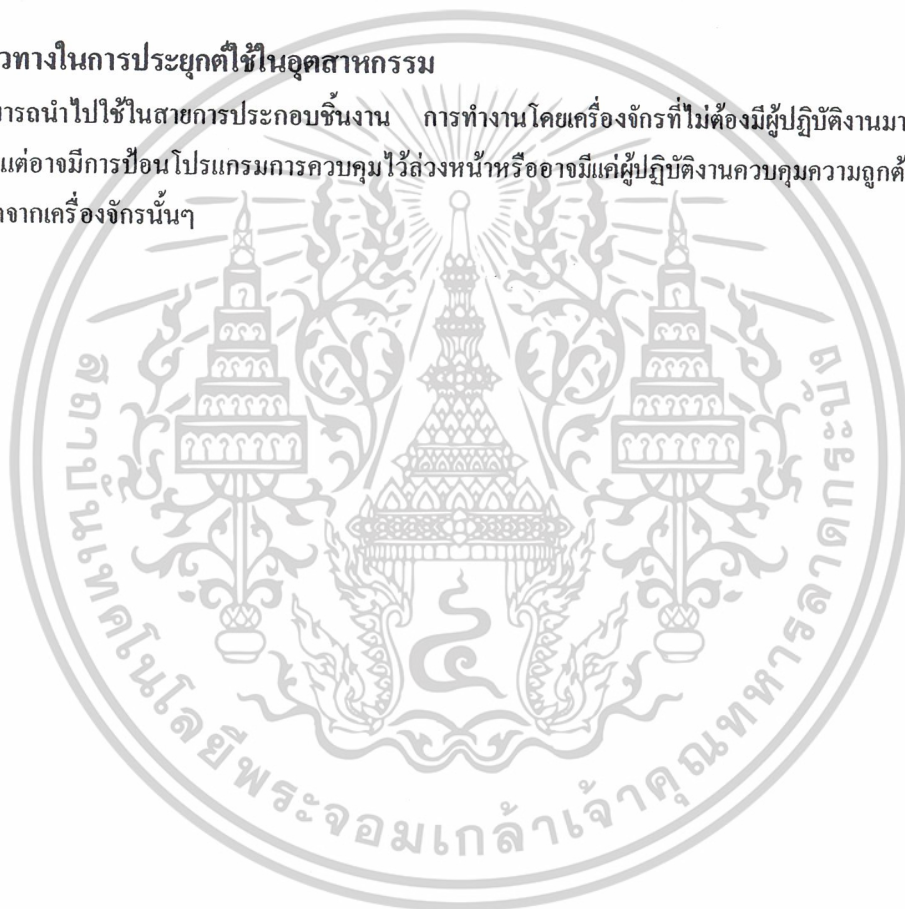 วทางในการประยุกต์ใช้ในอุตสาหกรรม
ารถนำไปใช้ในสายการประกอบชิ้นงาน การทำงานโดยเครื่องจักรที่ไม่ต้องมีผู้ปฏิบัติงานมา
แต่อาจมีการป้อนโปรแกรมการควบคุมไว้ล่วงหน้าหรืออาจมีแค่ผู้ปฏิบัติงานควบคุมความถูกต้
จากเครื่องจักรนั้นๆ
สถาบันเทคโนโลยีพระจอมเกล้าเจ้าคุณทหารลาดกระบัง
๔